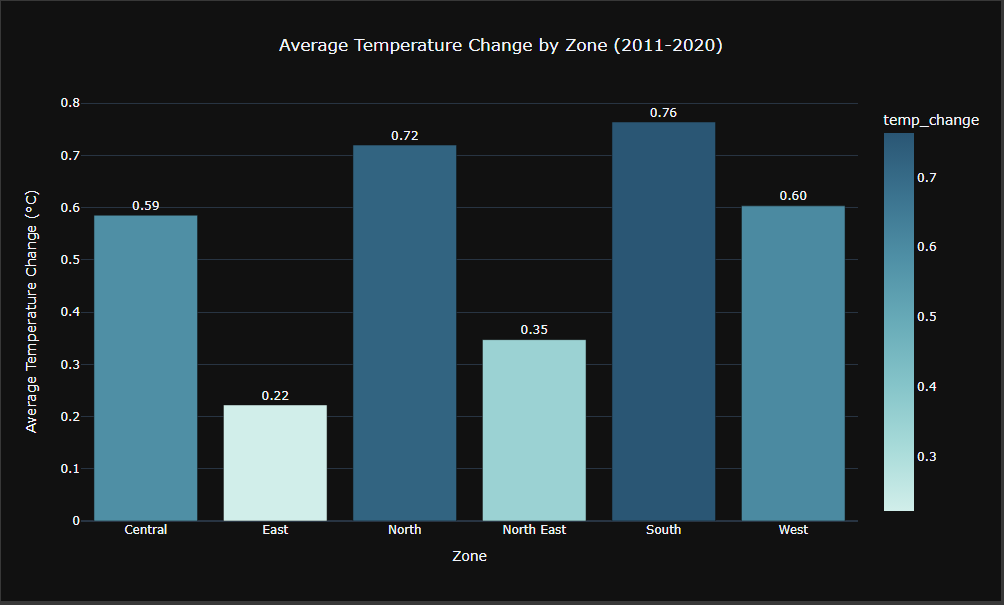 Average Temperature Change by Zone (2011-2020)
Average Temperature Change (°C)
0.8
0.7
0.6
0.5
0.4
0.3
0.2
0.1
0
0.59
0.22
0.72
0.35
0.76
0.60
Central
East
North
North East
South
West
Zone
temp_change
0.7
0.6
0.5
0.4
0.3